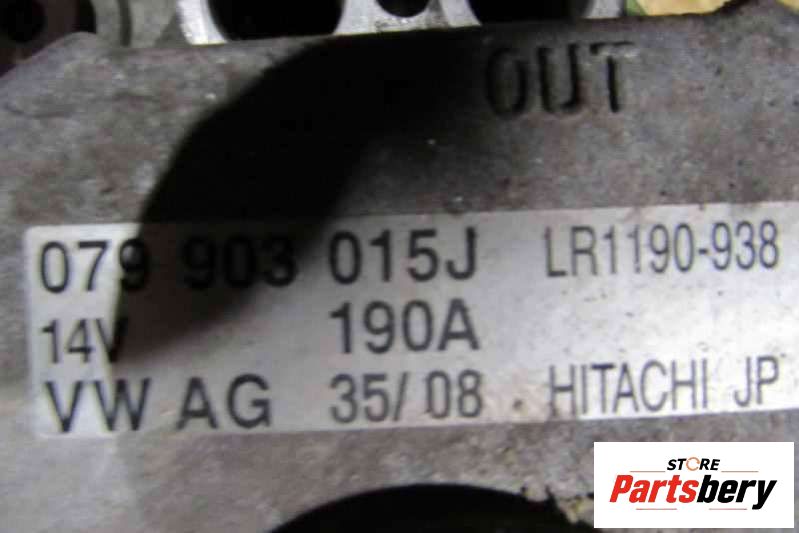 OUT
079 903 015J LR1190-938
14V 190A
VW AG 35/08 HITACHI JP
STORE
Partsbery